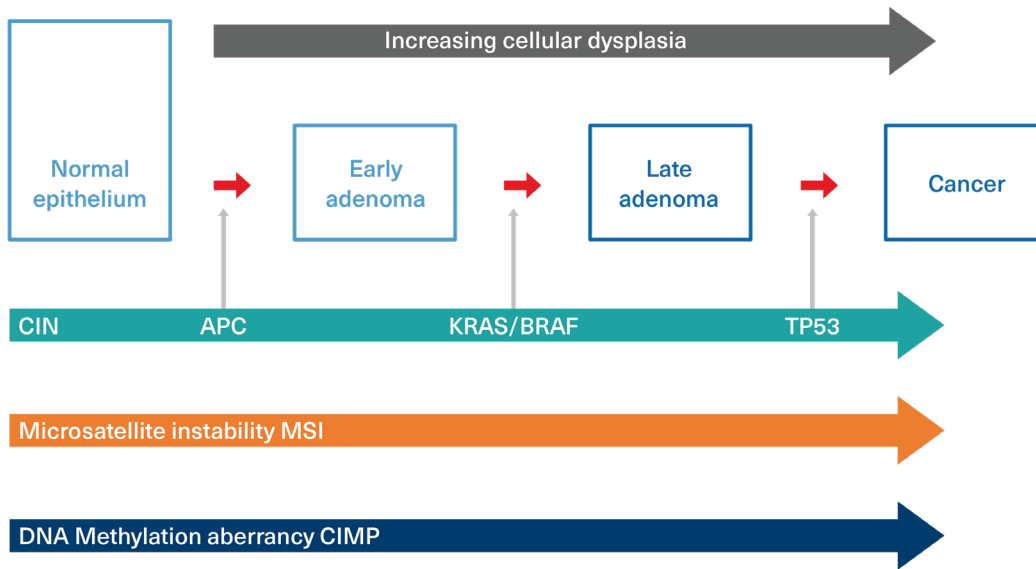 Increasing cellular dysplasia
Normal
epithelium
Early
adenoma
Late
adenoma
Cancer
CIN APC KRAS/BRAF TP53
Microsatellite instability MSI
DNA Methylation aberrancy CIMP